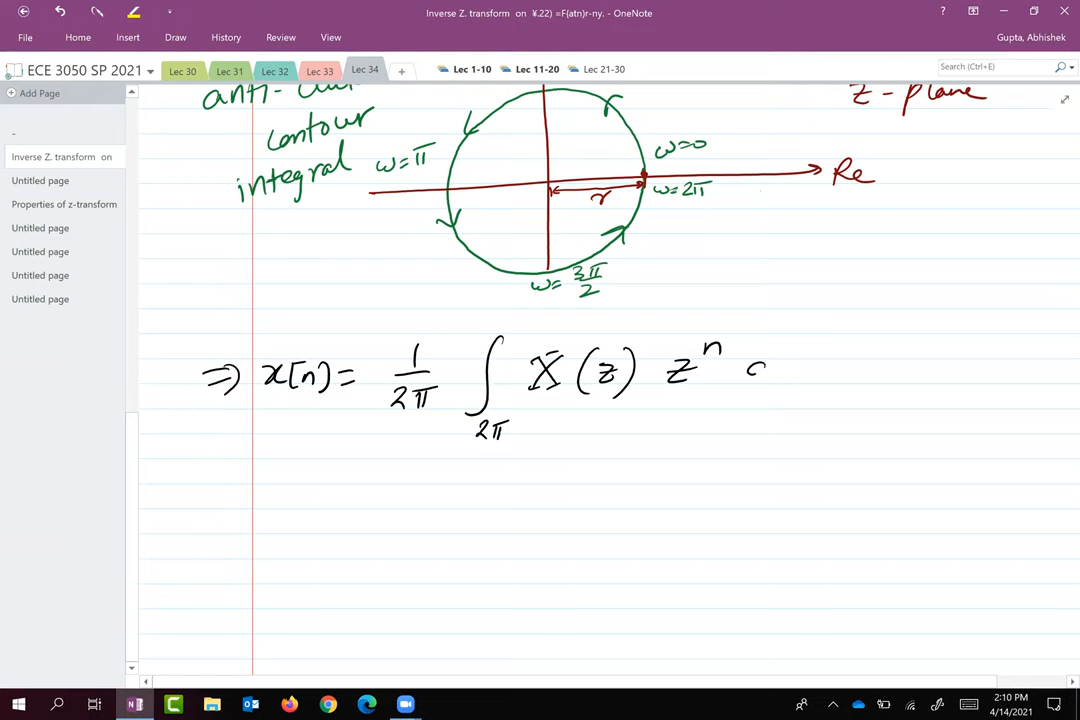 Inverse Z. transform on ¥.22) =F(atn)r-ny. - OneNote
?
Gupta, Abhishek
File Home Insert Draw History Review View
ECE 3050 SP 2021
Lec 30
Lec 31
Lec 32
Lec 33
Lec 34
+
Lec 1-10
Lec 11-20
Lec 21-30
Search (Ctrl+E)
Add Page
-
Inverse Z. transform on
Untitled page
Properties of z-transform
Untitled page
Untitled page
Untitled page
Untitled page
anti-
contour
integral
z - plane
ω=π
ω=0
ω=2π
Re
r
ω= 3π/2
⇒ x[n] = 1/2π ∫2π X(z) z^n
2:10 PM
4/14/2021